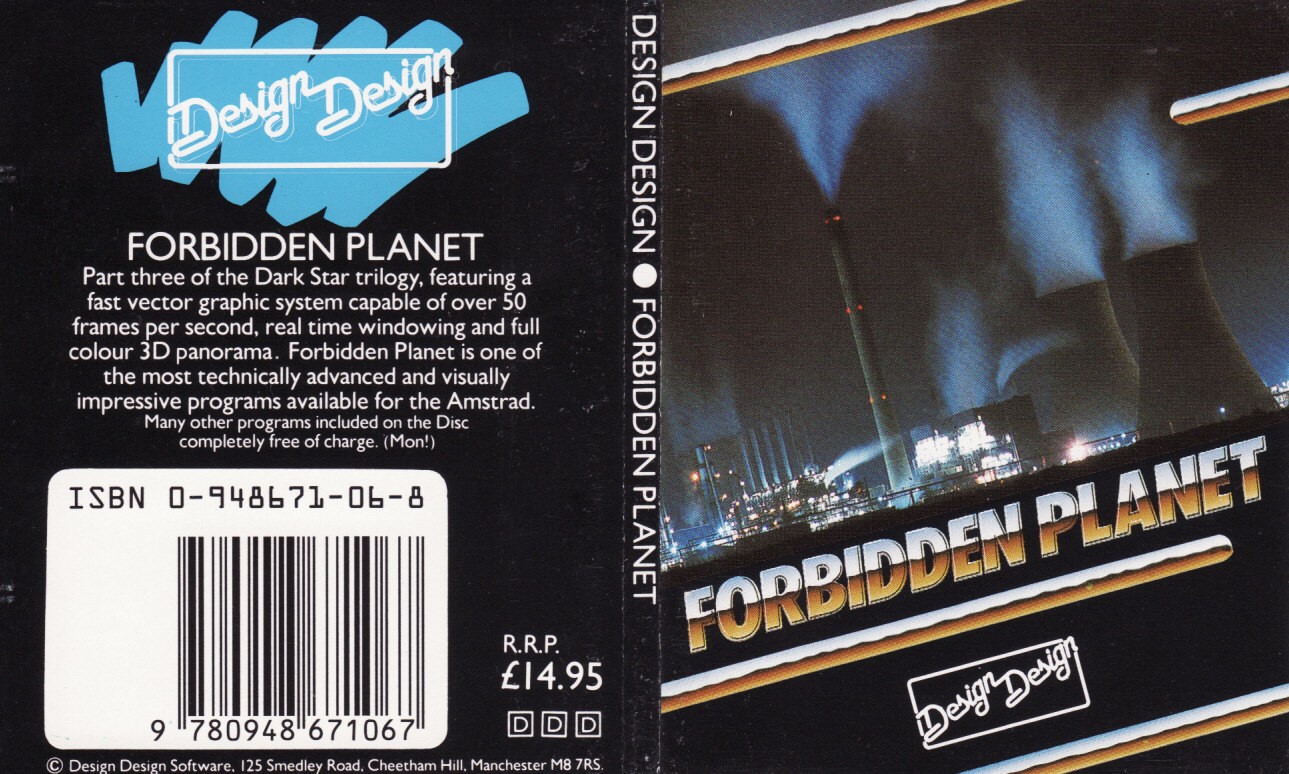 Design Design
FORBIDDEN PLANET
Part three of the Dark Star trilogy, featuring a
fast vector graphic system capable of over 50
frames per second, real time windowing and full
colour 3D panorama. Forbidden Planet is one of
the most technically advanced and visually
impressive programs available for the Amstrad.
Many other programs included on the Disc
completely free of charge. (Mon!)
ISBN 0-948671-06-8
9 780948 671067
R.R.P.
£14.95
D D D
© Design Design Software, 125 Smedley Road, Cheetham Hill, Manchester M8 7RS.
DESIGN DESIGN ● FORBIDDEN PLANET
FORBIDDEN PLANET
Design Design